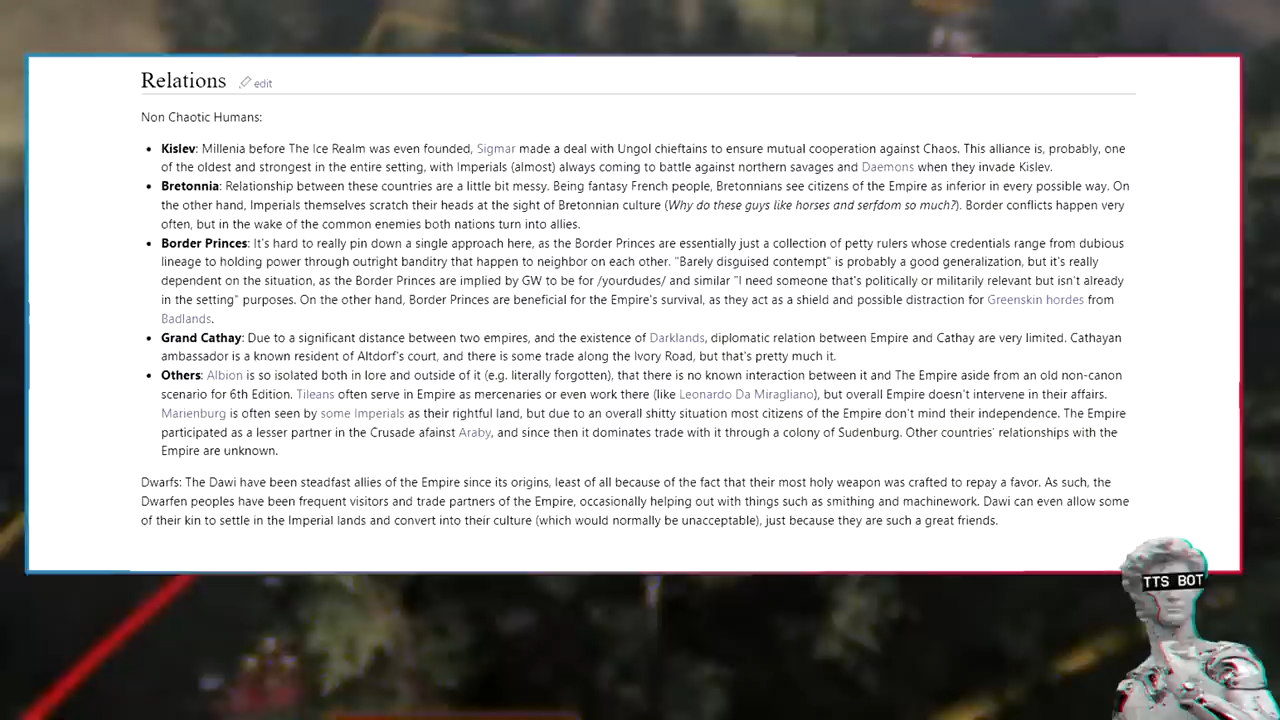 Relations edit
Non Chaotic Humans:
Kislev: Millenia before The Ice Realm was even founded, Sigmar made a deal with Ungol chieftains to ensure mutual cooperation against Chaos. This alliance is, probably, one
of the oldest and strongest in the entire setting, with Imperials (almost) always coming to battle against northern savages and Daemons when they invade Kislev.
Bretonnia: Relationship between these countries are a little bit messy. Being fantasy French people, Bretonnians see citizens of the Empire as inferior in every possible way. On
the other hand, Imperials themselves scratch their heads at the sight of Bretonnian culture (Why do these guys like horses and serfdom so much?). Border conflicts happen very
often, but in the wake of the common enemies both nations turn into allies.
Border Princes: It's hard to really pin down a single approach here, as the Border Princes are essentially just a collection of petty rulers whose credentials range from dubious
lineage to holding power through outright banditry that happen to neighbor on each other. "Barely disguised contempt" is probably a good generalization, but it's really
dependent on the situation, as the Border Princes are implied by GW to be for /yourdudes/ and similar "I need someone that's politically or militarily relevant but isn't already
in the setting" purposes. On the other hand, Border Princes are beneficial for the Empire's survival, as they act as a shield and possible distraction for Greenskin hordes from
Badlands.
Grand Cathay: Due to a significant distance between two empires, and the existence of Darklands, diplomatic relation between Empire and Cathay are very limited. Cathayan
ambassador is a known resident of Altdorf's court, and there is some trade along the Ivory Road, but that's pretty much it.
Others: Albion is so isolated both in lore and outside of it (e.g. literally forgotten), that there is no known interaction between it and The Empire aside from an old non-canon
scenario for 6th Edition. Tileans often serve in Empire as mercenaries or even work there (like Leonardo Da Miragliano), but overall Empire doesn't intervene in their affairs.
Marienburg is often seen by some Imperials as their rightful land, but due to an overall shitty situation most citizens of the Empire don't mind their independence. The Empire
participated as a lesser partner in the Crusade afainst Araby, and since then it dominates trade with it through a colony of Sudenburg. Other countries' relationships with the
Empire are unknown.
Dwarfs: The Dawi have been steadfast allies of the Empire since its origins, least of all because of the fact that their most holy weapon was crafted to repay a favor. As such, the
Dwarfen peoples have been frequent visitors and trade partners of the Empire, occasionally helping out with things such as smithing and machinework. Dawi can even allow some
of their kin to settle in the Imperial lands and convert into their culture (which would normally be unacceptable), just because they are such a great friends.
TTS BOT